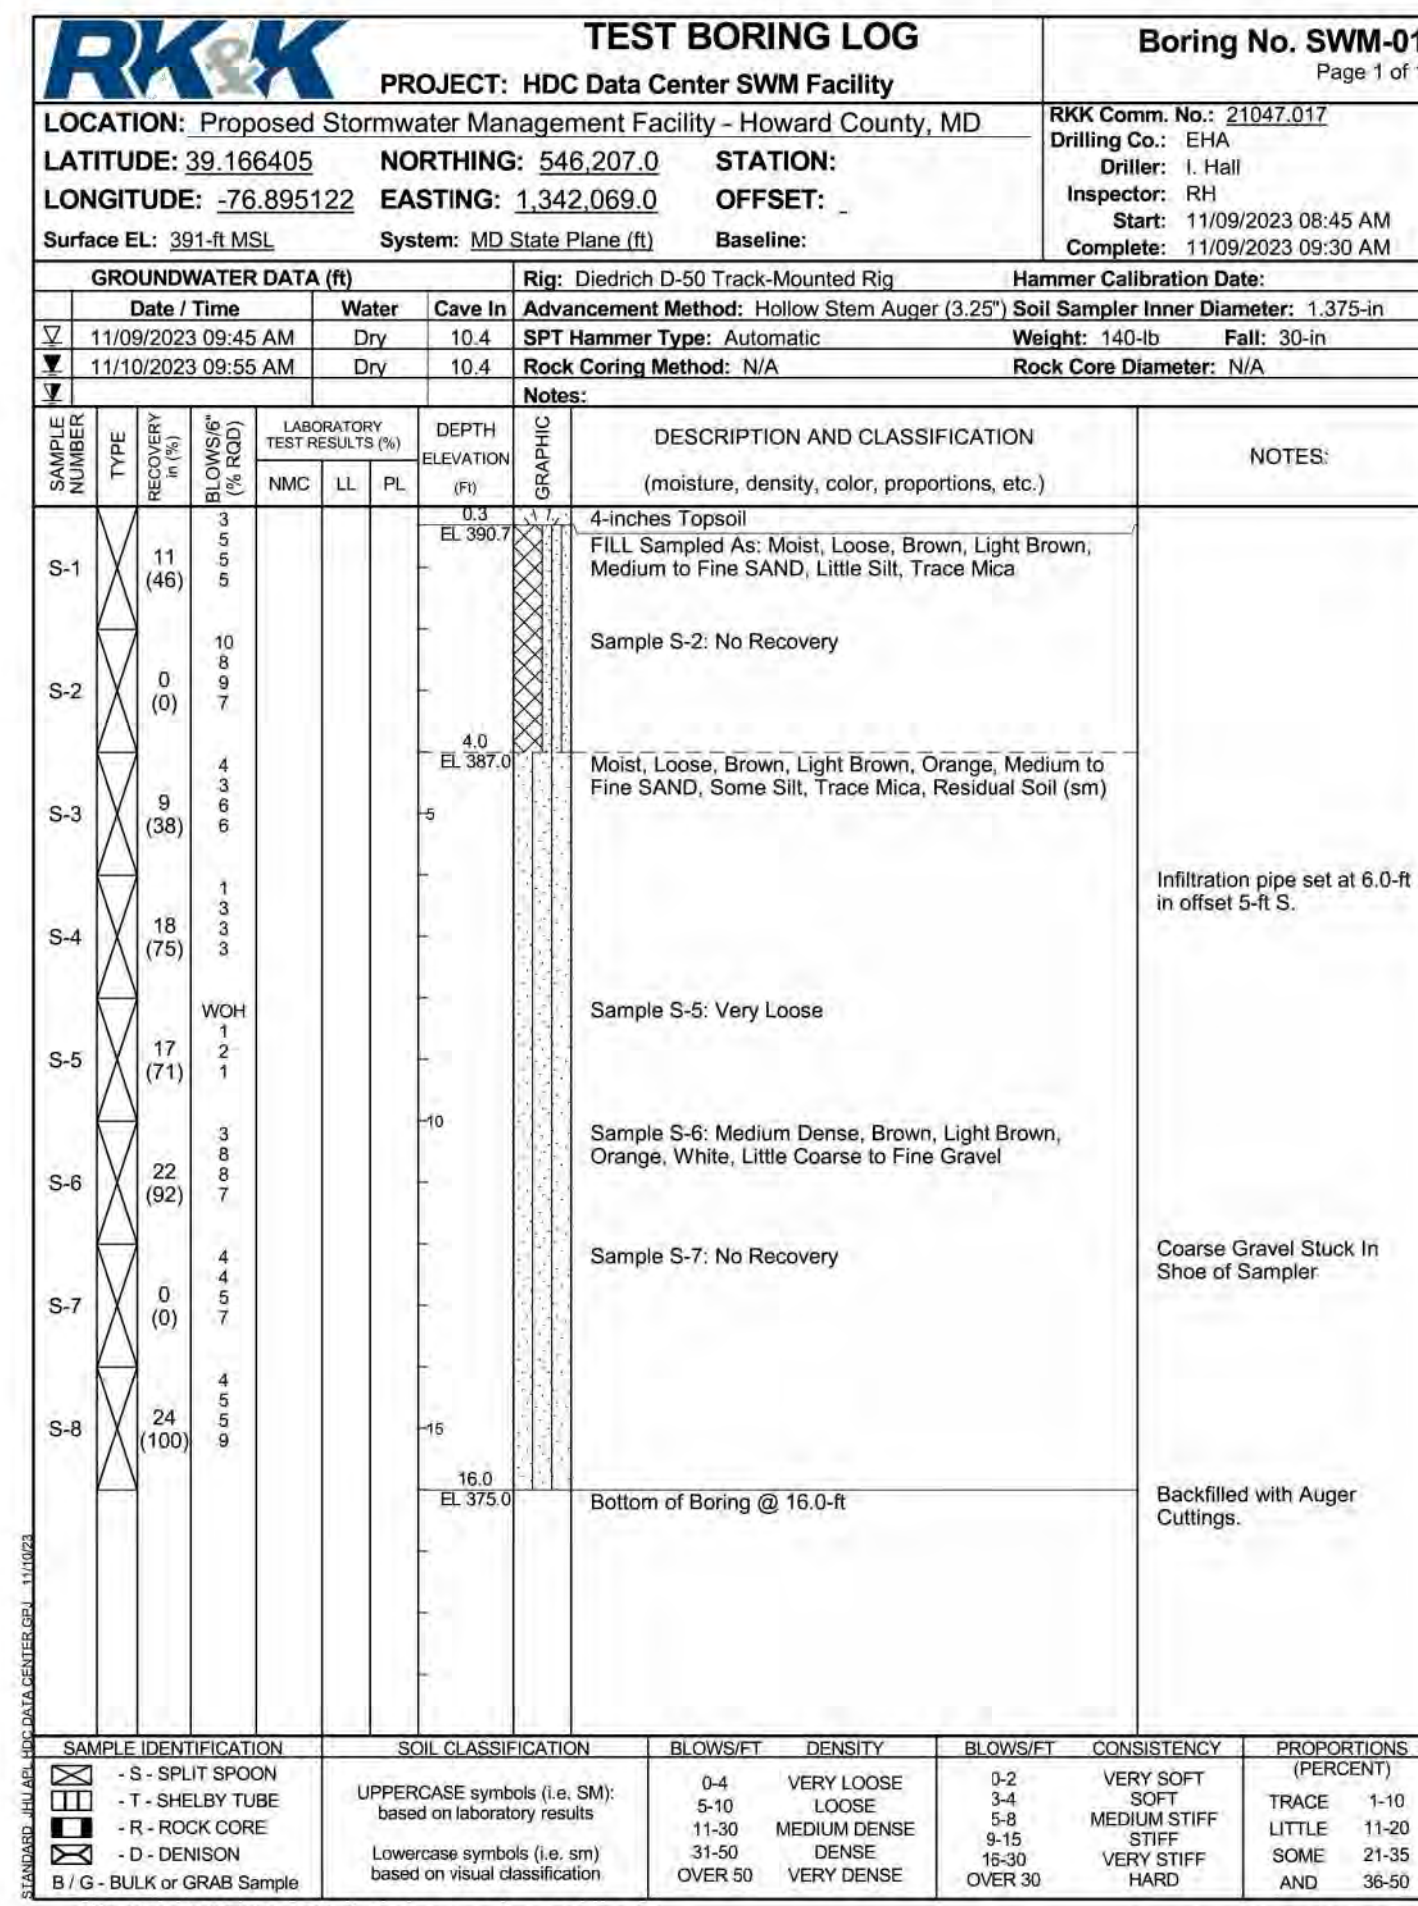 RK&K
TEST BORING LOG
PROJECT: HDC Data Center SWM Facility
Boring No. SWM-01
Page 1 of 1
LOCATION: Proposed Stormwater Management Facility - Howard County, MD
LATITUDE: 39.166405 NORTHING: 546,207.0 STATION:
LONGITUDE: -76.895122 EASTING: 1,342,069.0 OFFSET: -
Surface EL: 391-ft MSL System: MD State Plane (ft) Baseline:
RKK Comm. No.: 21047.017
Drilling Co.: EHA
Driller: I. Hall
Inspector: RH
Start: 11/09/2023 08:45 AM
Complete: 11/09/2023 09:30 AM
GROUNDWATER DATA (ft)
Date / Time Water Cave In
11/09/2023 09:45 AM Dry 10.4
11/10/2023 09:55 AM Dry 10.4
Rig: Diedrich D-50 Track-Mounted Rig Hammer Calibration Date:
Advancement Method: Hollow Stem Auger (3.25") Soil Sampler Inner Diameter: 1.375-in
SPT Hammer Type: Automatic Weight: 140-lb Fall: 30-in
Rock Coring Method: N/A Rock Core Diameter: N/A
Notes:
SAMPLE NUMBER
TYPE
RECOVERY in (%)
BLOWS/6" (% RQD)
LABORATORY
TEST RESULTS (%)
NMC LL PL
DEPTH
ELEVATION
(Ft)
GRAPHIC
DESCRIPTION AND CLASSIFICATION
(moisture, density, color, proportions, etc.)
NOTES:
0.3
EL 390.7
4-inches Topsoil
S-1
11
(46)
3
5
5
5
FILL Sampled As: Moist, Loose, Brown, Light Brown,
Medium to Fine SAND, Little Silt, Trace Mica
S-2
0
(0)
10
8
9
7
Sample S-2: No Recovery
4.0
EL 387.0
S-3
9
(38)
4
3
6
6
5
Moist, Loose, Brown, Light Brown, Orange, Medium to
Fine SAND, Some Silt, Trace Mica, Residual Soil (sm)
S-4
18
(75)
1
3
3
3
Infiltration pipe set at 6.0-ft
in offset 5-ft S.
S-5
17
(71)
WOH
1
2
1
Sample S-5: Very Loose
10
S-6
22
(92)
3
8
8
7
Sample S-6: Medium Dense, Brown, Light Brown,
Orange, White, Little Coarse to Fine Gravel
S-7
0
(0)
4
4
5
7
Sample S-7: No Recovery
Coarse Gravel Stuck In
Shoe of Sampler
S-8
24
(100)
4
5
5
9
15
16.0
EL 375.0
Bottom of Boring @ 16.0-ft
Backfilled with Auger
Cuttings.
STANDARD JHU APL HDC DATA CENTER.GPJ 11/10/23
SAMPLE IDENTIFICATION
- S - SPLIT SPOON
- T - SHELBY TUBE
- R - ROCK CORE
- D - DENISON
B / G - BULK or GRAB Sample
SOIL CLASSIFICATION
UPPERCASE symbols (i.e. SM):
based on laboratory results
Lowercase symbols (i.e. sm)
based on visual classification
BLOWS/FT DENSITY
0-4 VERY LOOSE
5-10 LOOSE
11-30 MEDIUM DENSE
31-50 DENSE
OVER 50 VERY DENSE
BLOWS/FT CONSISTENCY
0-2 VERY SOFT
3-4 SOFT
5-8 MEDIUM STIFF
9-15 STIFF
16-30 VERY STIFF
OVER 30 HARD
PROPORTIONS
(PERCENT)
TRACE 1-10
LITTLE 11-20
SOME 21-35
AND 36-50